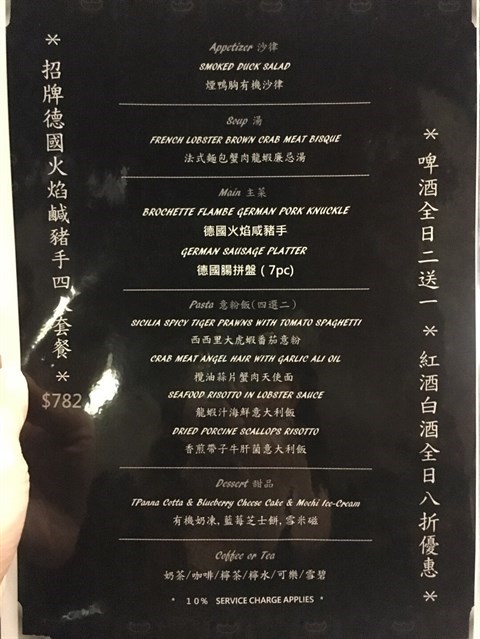 * 招牌德國火焰鹹豬手四人套餐 *
$782
Appetizer 沙律
SMOKED DUCK SALAD
煙鴨胸有機沙律
Soup 湯
FRENCH LOBSTER BROWN CRAB MEAT BISQUE
法式麵包蟹肉龍蝦廉忌湯
Main 主菜
BROCHETTE FLAMBE GERMAN PORK KNUCKLE
德國火焰咸豬手
GERMAN SAUSAGE PLATTER
德國腸拼盤 ( 7pc)
Pasta 意粉飯(四選二)
SICILIA SPICY TIGER PRAWNS WITH TOMATO SPAGHETTI
西西里大虎蝦番茄意粉
CRAB MEAT ANGEL HAIR WITH GARLIC ALI OIL
欖油蒜片蟹肉天使面
SEAFOOD RISOTTO IN LOBSTER SAUCE
龍蝦汁海鮮意大利飯
DRIED PORCINE SCALLOPS RISOTTO
香煎帶子牛肝菌意大利飯
Dessert 甜品
TPanna Cotta & Blueberry Cheese Cake & Mochi Ice-Cream
有機奶凍,藍莓芝士餅,雪米磁
Coffee or Tea
奶茶/咖啡/檸茶/檸水/可樂/雪碧
* 10% SERVICE CHARGE APPLIES *
* 啤酒全日二送一 * 紅酒白酒全日八折優惠 *